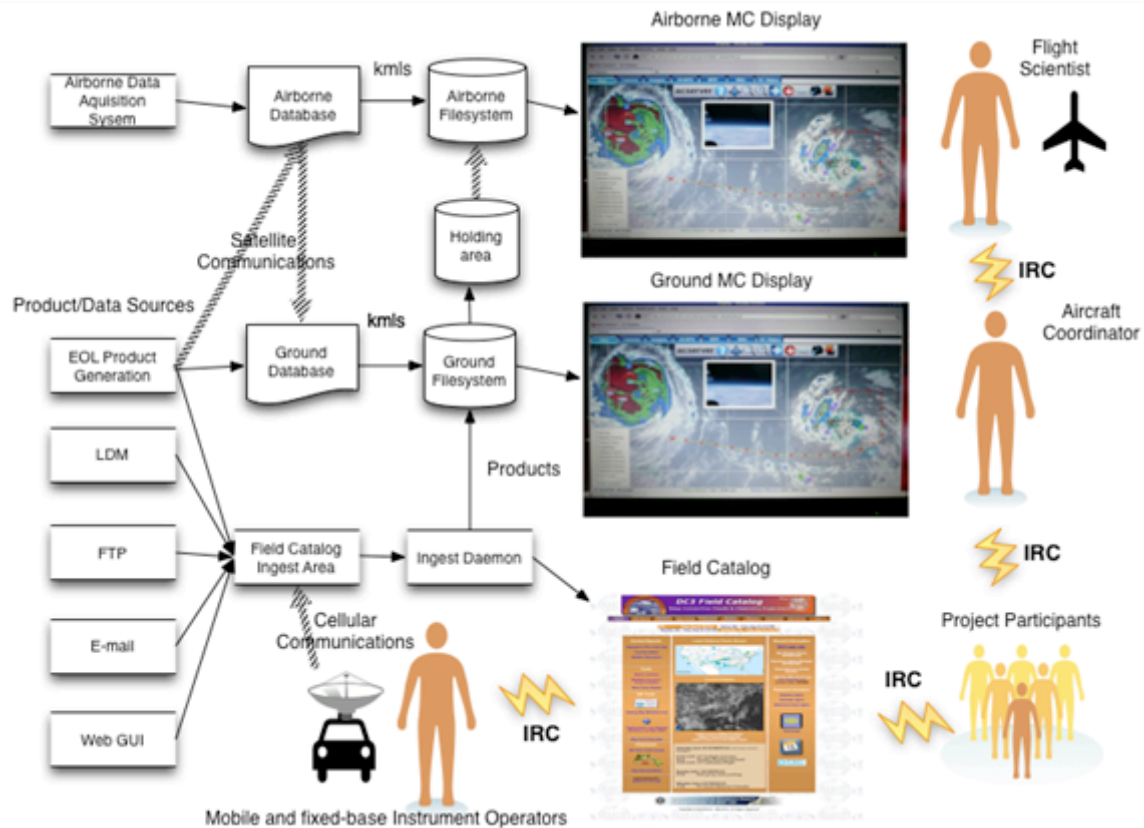 Airborne MC Display
Flight
Scientist
kmls
Airborne Data
Aquisition
Sysem
Airborne
Database
Airborne
Filesystem
Holding
area
IRC
Satellite
Communications
Ground MC Display
Aircraft
Coordinator
Product/Data Sources
kmls
EOL Product
Generation
Ground
Database
Ground
Filesystem
LDM
Products
FTP
Field Catalog
Ingest Area
Ingest Daemon
Field Catalog
IRC
DC3 Field Catalog
E-mail
Cellular
Communications
Project Participants
IRC
IRC
Web GUI
Mobile and fixed-base Instrument Operators